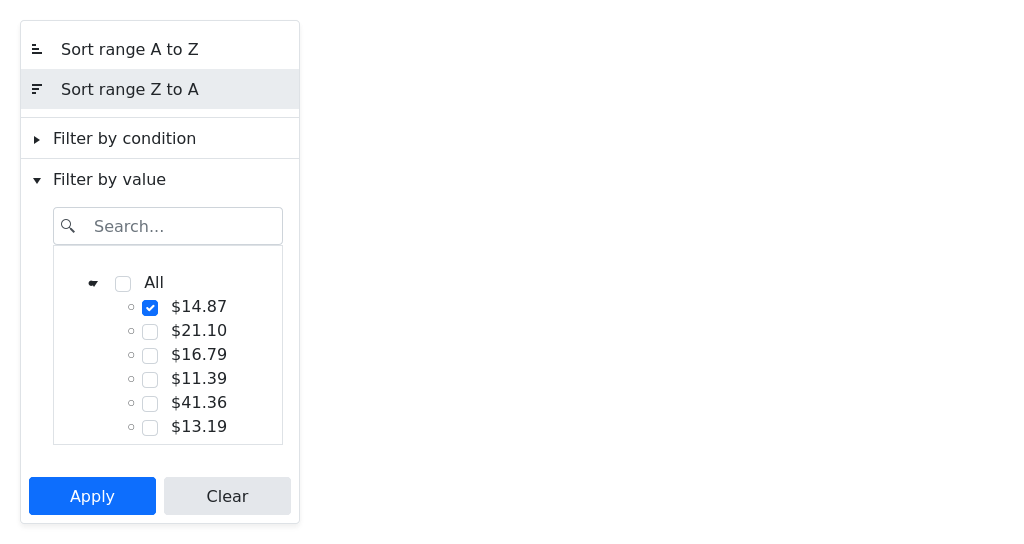 Sort range A to Z
Sort range Z to A
Filter by condition
Filter by value
Search...
All
$14.87
$21.10
$16.79
$11.39
$41.36
$13.19
Apply Clear